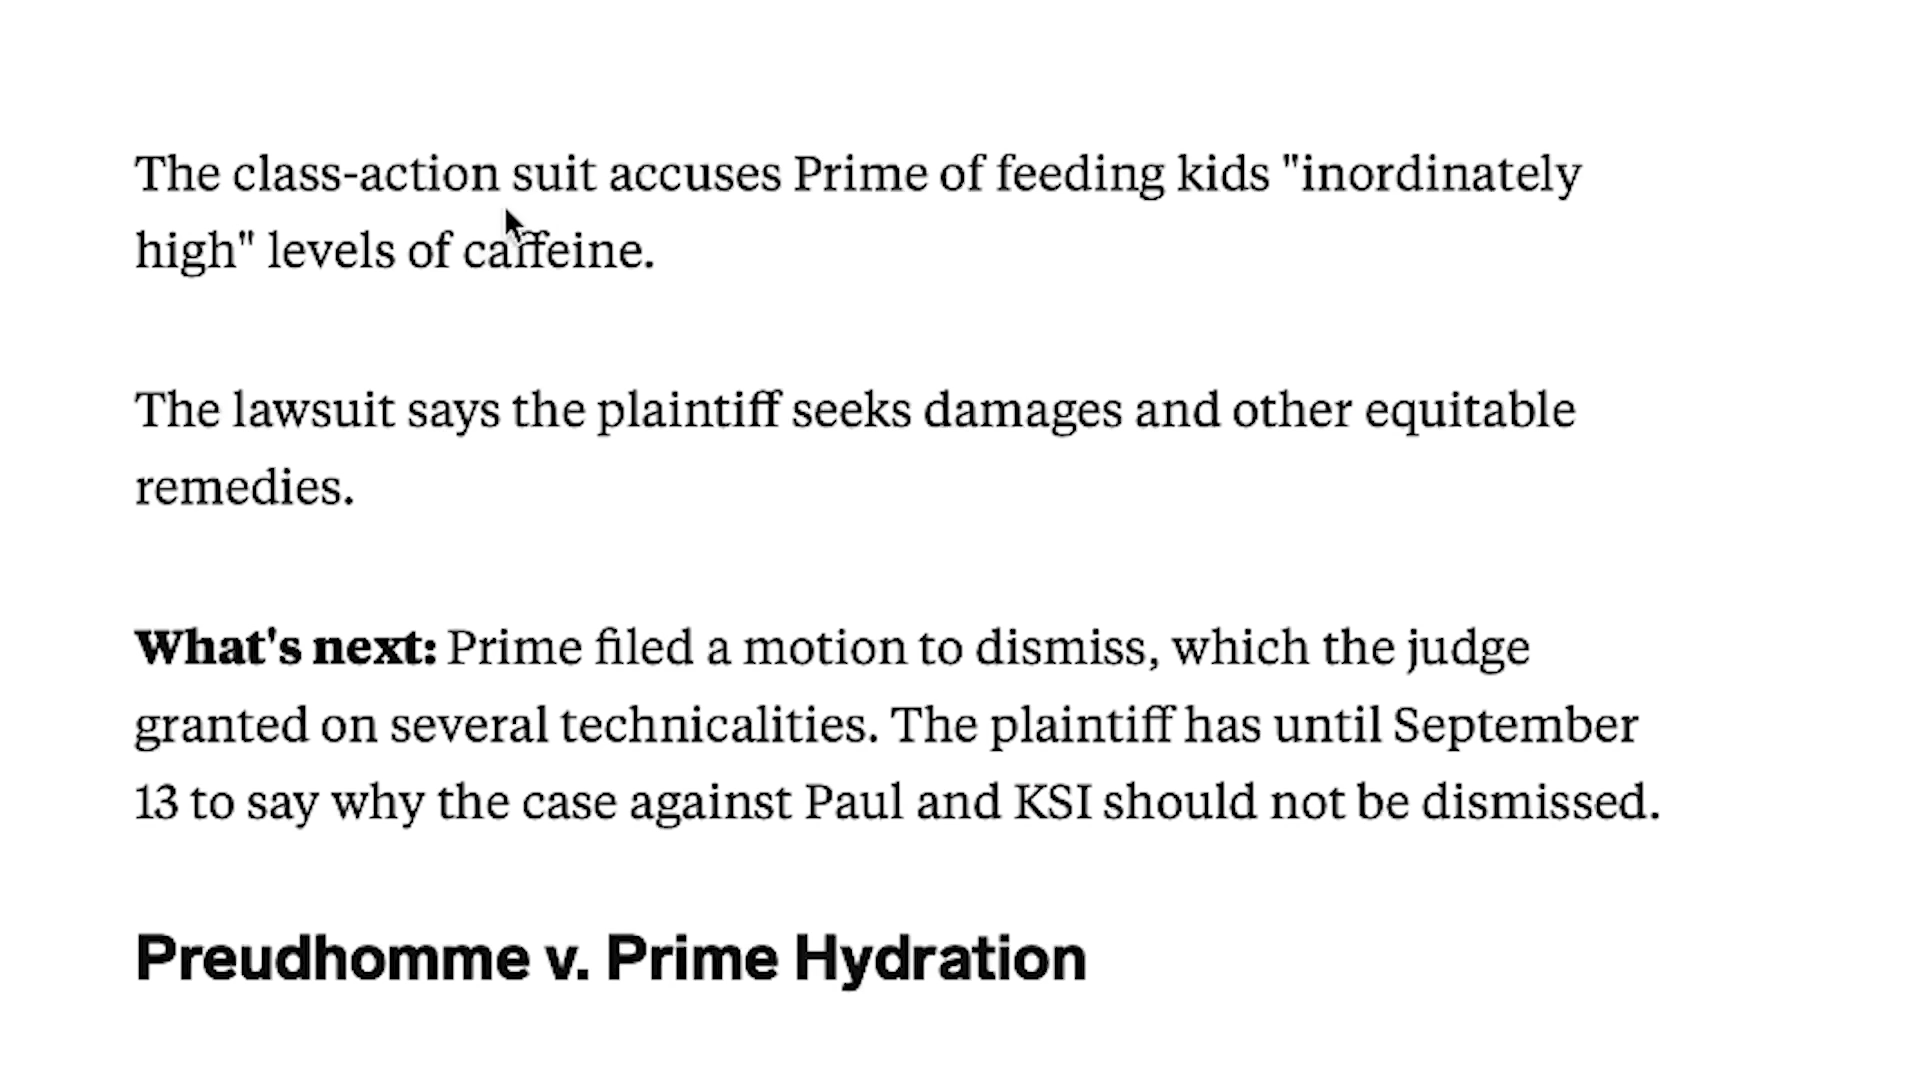 The class-action suit accuses Prime of feeding kids "inordinately
high" levels of caffeine.
The lawsuit says the plaintiff seeks damages and other equitable
remedies.
What's next: Prime filed a motion to dismiss, which the judge
granted on several technicalities. The plaintiff has until September
13 to say why the case against Paul and KSI should not be dismissed.
Preudhomme v. Prime Hydration